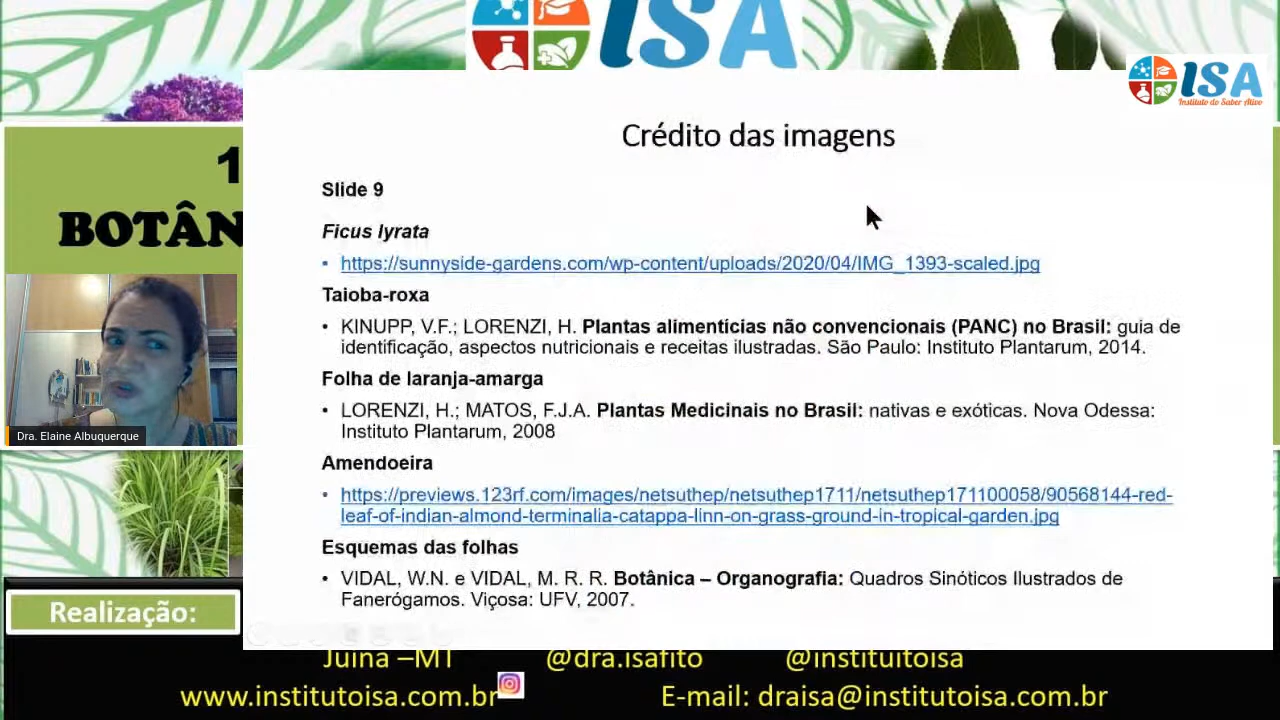 ISA
ISA
Instituto do Saber Ativo
1
BOTÂN
Crédito das imagens
Slide 9
Ficus lyrata
• https://sunnyside-gardens.com/wp-content/uploads/2020/04/IMG_1393-scaled.jpg
Taioba-roxa
• KINUPP, V.F.; LORENZI, H. Plantas alimentícias não convencionais (PANC) no Brasil: guia de
identificação, aspectos nutricionais e receitas ilustradas. São Paulo: Instituto Plantarum, 2014.
Folha de laranja-amarga
• LORENZI, H.; MATOS, F.J.A. Plantas Medicinais no Brasil: nativas e exóticas. Nova Odessa:
Instituto Plantarum, 2008
Amendoeira
• https://previews.123rf.com/images/netsuthep/netsuthep1711/netsuthep171100058/90568144-red-
leaf-of-indian-almond-terminalia-catappa-linn-on-grass-ground-in-tropical-garden.jpg
Esquemas das folhas
• VIDAL, W.N. e VIDAL, M. R. R. Botânica – Organografia: Quadros Sinóticos Ilustrados de
Fanerógamos. Viçosa: UFV, 2007.
Dra. Elaine Albuquerque
Realização:
Juína –MT @dra.isafito @instituitoisa
www.institutoisa.com.br E-mail: draisa@institutoisa.com.br